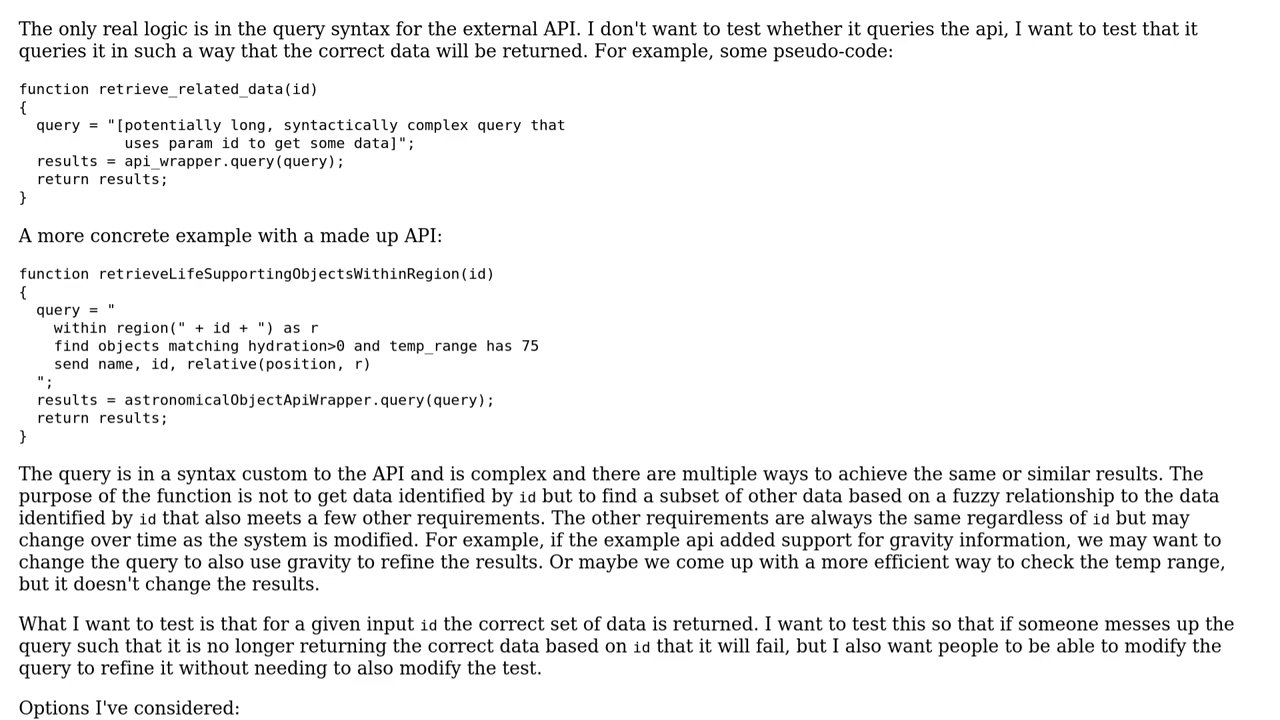 The only real logic is in the query syntax for the external API. I don't want to test whether it queries the api, I want to test that it
queries it in such a way that the correct data will be returned. For example, some pseudo-code:
function retrieve_related_data(id)
{
  query = "[potentially long, syntactically complex query that
            uses param id to get some data]";
  results = api_wrapper.query(query);
  return results;
}
A more concrete example with a made up API:
function retrieveLifeSupportingObjectsWithinRegion(id)
{
  query = "
    within region(" + id + ") as r
    find objects matching hydration>0 and temp_range has 75
    send name, id, relative(position, r)
  ";
  results = astronomicalObjectApiWrapper.query(query);
  return results;
}
The query is in a syntax custom to the API and is complex and there are multiple ways to achieve the same or similar results. The
purpose of the function is not to get data identified by id but to find a subset of other data based on a fuzzy relationship to the data
identified by id that also meets a few other requirements. The other requirements are always the same regardless of id but may
change over time as the system is modified. For example, if the example api added support for gravity information, we may want to
change the query to also use gravity to refine the results. Or maybe we come up with a more efficient way to check the temp range,
but it doesn't change the results.
What I want to test is that for a given input id the correct set of data is returned. I want to test this so that if someone messes up the
query such that it is no longer returning the correct data based on id that it will fail, but I also want people to be able to modify the
query to refine it without needing to also modify the test.
Options I've considered: